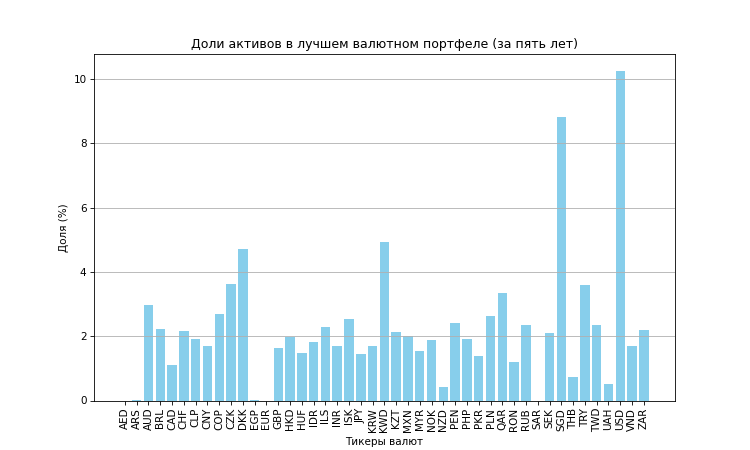 Доли активов в лучшем валютном портфеле (за пять лет)
Доля (%)
10
8
6
4
2
0
AED ARS AUD BRL CAD CHF CLP CNY COP CZK DKK EGP EUR GBP HKD HUF IDR ILS INR ISK JPY KRW KWD KZT MXN MYR NOK NZD PEN PHP PKR PLN QAR RON RUB SAR SEK SGD THB TRY TWD UAH USD VND ZAR
Тикеры валют